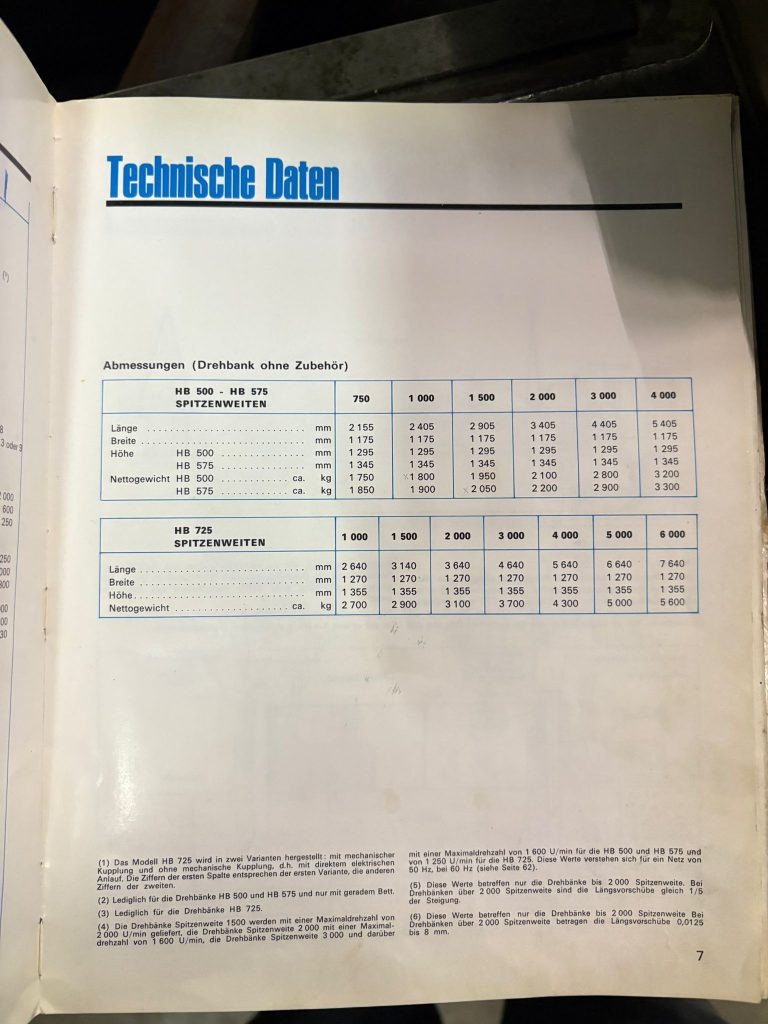 Technische Daten
Abmessungen (Drehbank ohne Zubehör)
HB 500 - HB 575
SPITZENWEITEN 750 1 000 1 500 2 000 3 000 4 000
Länge ............................ mm 2 155 2 405 2 905 3 405 4 405 5 405
Breite ............................ mm 1 175 1 175 1 175 1 175 1 175 1 175
Höhe HB 500 ............... mm 1 295 1 295 1 295 1 295 1 295 1 295
HB 575 ............... mm 1 345 1 345 1 345 1 345 1 345 1 345
Nettogewicht HB 500 ............ ca. kg 1 750 1 800 1 950 2 100 2 800 3 200
HB 575 ............ ca. kg 1 850 1 900 2 050 2 200 2 900 3 300
HB 725
SPITZENWEITEN 1 000 1 500 2 000 3 000 4 000 5 000 6 000
Länge ............................ mm 2 640 3 140 3 640 4 640 5 640 6 640 7 640
Breite ............................ mm 1 270 1 270 1 270 1 270 1 270 1 270 1 270
Höhe ............................ mm 1 355 1 355 1 355 1 355 1 355 1 355 1 355
Nettogewicht .................... ca. kg 2 700 2 900 3 100 3 700 4 300 5 000 5 600
(1) Das Modell HB 725 wird in zwei Varianten hergestellt : mit mechanischer
Kupplung und ohne mechanische Kupplung, d.h. mit direktem elektrischen
Anlauf. Die Ziffern der ersten Spalte entsprechen der ersten Variante, die anderen
Ziffern der zweiten.
(2) Lediglich für die Drehbänke HB 500 und HB 575 und nur mit geradem Bett.
(3) Lediglich für die Drehbänke HB 725.
(4) Die Drehbänke Spitzenweite 1500 werden mit einer Maximaldrehzahl von
2 000 U/min geliefert, die Drehbänke Spitzenweite 2 000 mit einer Maximal-
drehzahl von 1 600 U/min, die Drehbänke Spitzenweite 3 000 und darüber
mit einer Maximaldrehzahl von 1 600 U/min für die HB 500 und HB 575 und
von 1 250 U/min für die HB 725. Diese Werte verstehen sich für ein Netz von
50 Hz, bei 60 Hz (siehe Seite 62).
(5) Diese Werte betreffen nur die Drehbänke bis 2 000 Spitzenweite. Bei
Drehbänken über 2 000 Spitzenweite sind die Längsvorschübe gleich 1/5
der Steigung.
(6) Diese Werte betreffen nur die Drehbänke bis 2 000 Spitzenweite Bei
Drehbänken über 2 000 Spitzenweite betragen die Längsvorschübe 0,0125
bis 8 mm.
7